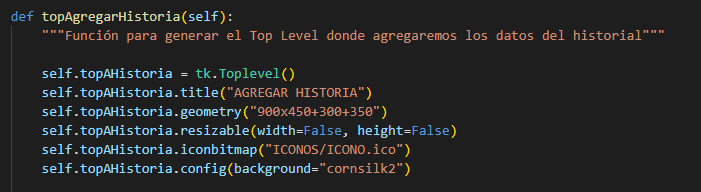 def topAgregarHistoria(self):
    """Función para generar el Top Level donde agregaremos los datos del historial"""

    self.topAHistoria = tk.Toplevel()
    self.topAHistoria.title("AGREGAR HISTORIA")
    self.topAHistoria.geometry("900x450+300+350")
    self.topAHistoria.resizable(width=False, height=False)
    self.topAHistoria.iconbitmap("ICONOS/ICONO.ico")
    self.topAHistoria.config(background="cornsilk2")